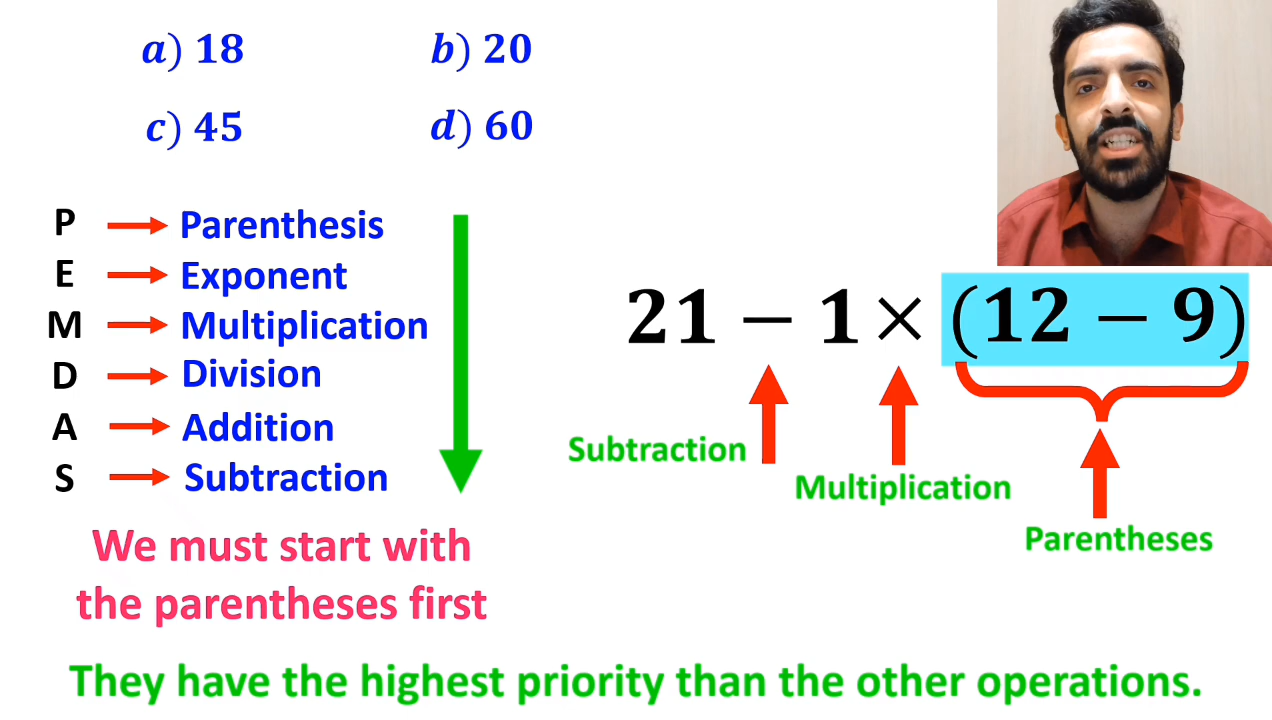 a) 18 b) 20
c) 45 d) 60
P Parenthesis
E Exponent
M Multiplication
D Division
A Addition
S Subtraction
We must start with
the parentheses first
21 − 1 × (12 − 9)
Subtraction
Multiplication
Parentheses
They have the highest priority than the other operations.